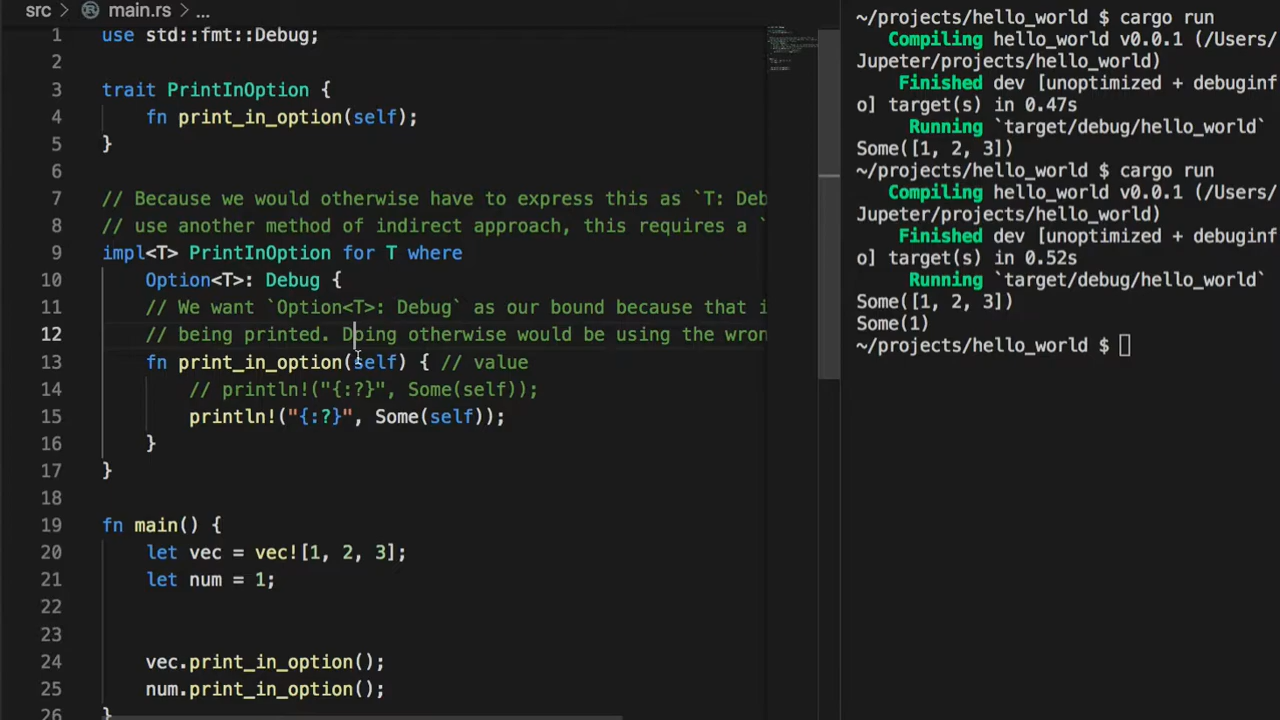 src > main.rs > ...
1 use std::fmt::Debug;
2
3 trait PrintInOption {
4 fn print_in_option(self);
5 }
6
7 // Because we would otherwise have to express this as `T: Deb
8 // use another method of indirect approach, this requires a `
9 impl<T> PrintInOption for T where
10 Option<T>: Debug {
11 // We want `Option<T>: Debug` as our bound because that i
12 // being printed. Doing otherwise would be using the wron
13 fn print_in_option(self) { // value
14 // println!("{:?}", Some(self));
15 println!("{:?}", Some(self));
16 }
17 }
18
19 fn main() {
20 let vec = vec![1, 2, 3];
21 let num = 1;
22
23
24 vec.print_in_option();
25 num.print_in_option();
26 }
~/projects/hello_world $ cargo run
Compiling hello_world v0.0.1 (/Users/
Jupeter/projects/hello_world)
Finished dev [unoptimized + debuginf
o] target(s) in 0.47s
Running `target/debug/hello_world`
Some([1, 2, 3])
~/projects/hello_world $ cargo run
Compiling hello_world v0.0.1 (/Users/
Jupeter/projects/hello_world)
Finished dev [unoptimized + debuginf
o] target(s) in 0.52s
Running `target/debug/hello_world`
Some([1, 2, 3])
Some(1)
~/projects/hello_world $